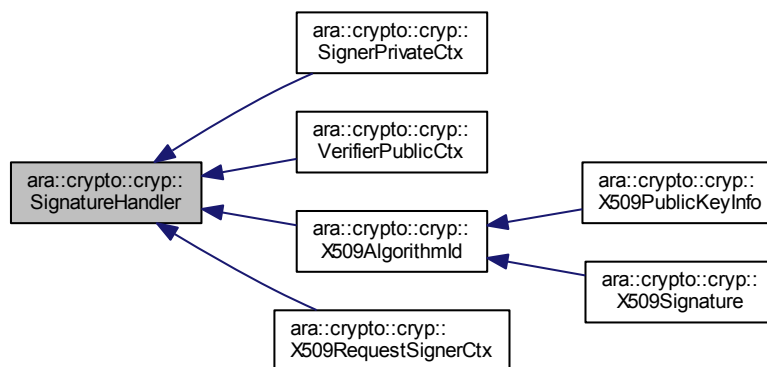 ara::crypto::cryp::
SignerPrivateCtx
ara::crypto::cryp::
VerifierPublicCtx
ara::crypto::cryp::
SignatureHandler
ara::crypto::cryp::
X509AlgorithmId
ara::crypto::cryp::
X509PublicKeyInfo
ara::crypto::cryp::
X509Signature
ara::crypto::cryp::
X509RequestSignerCtx